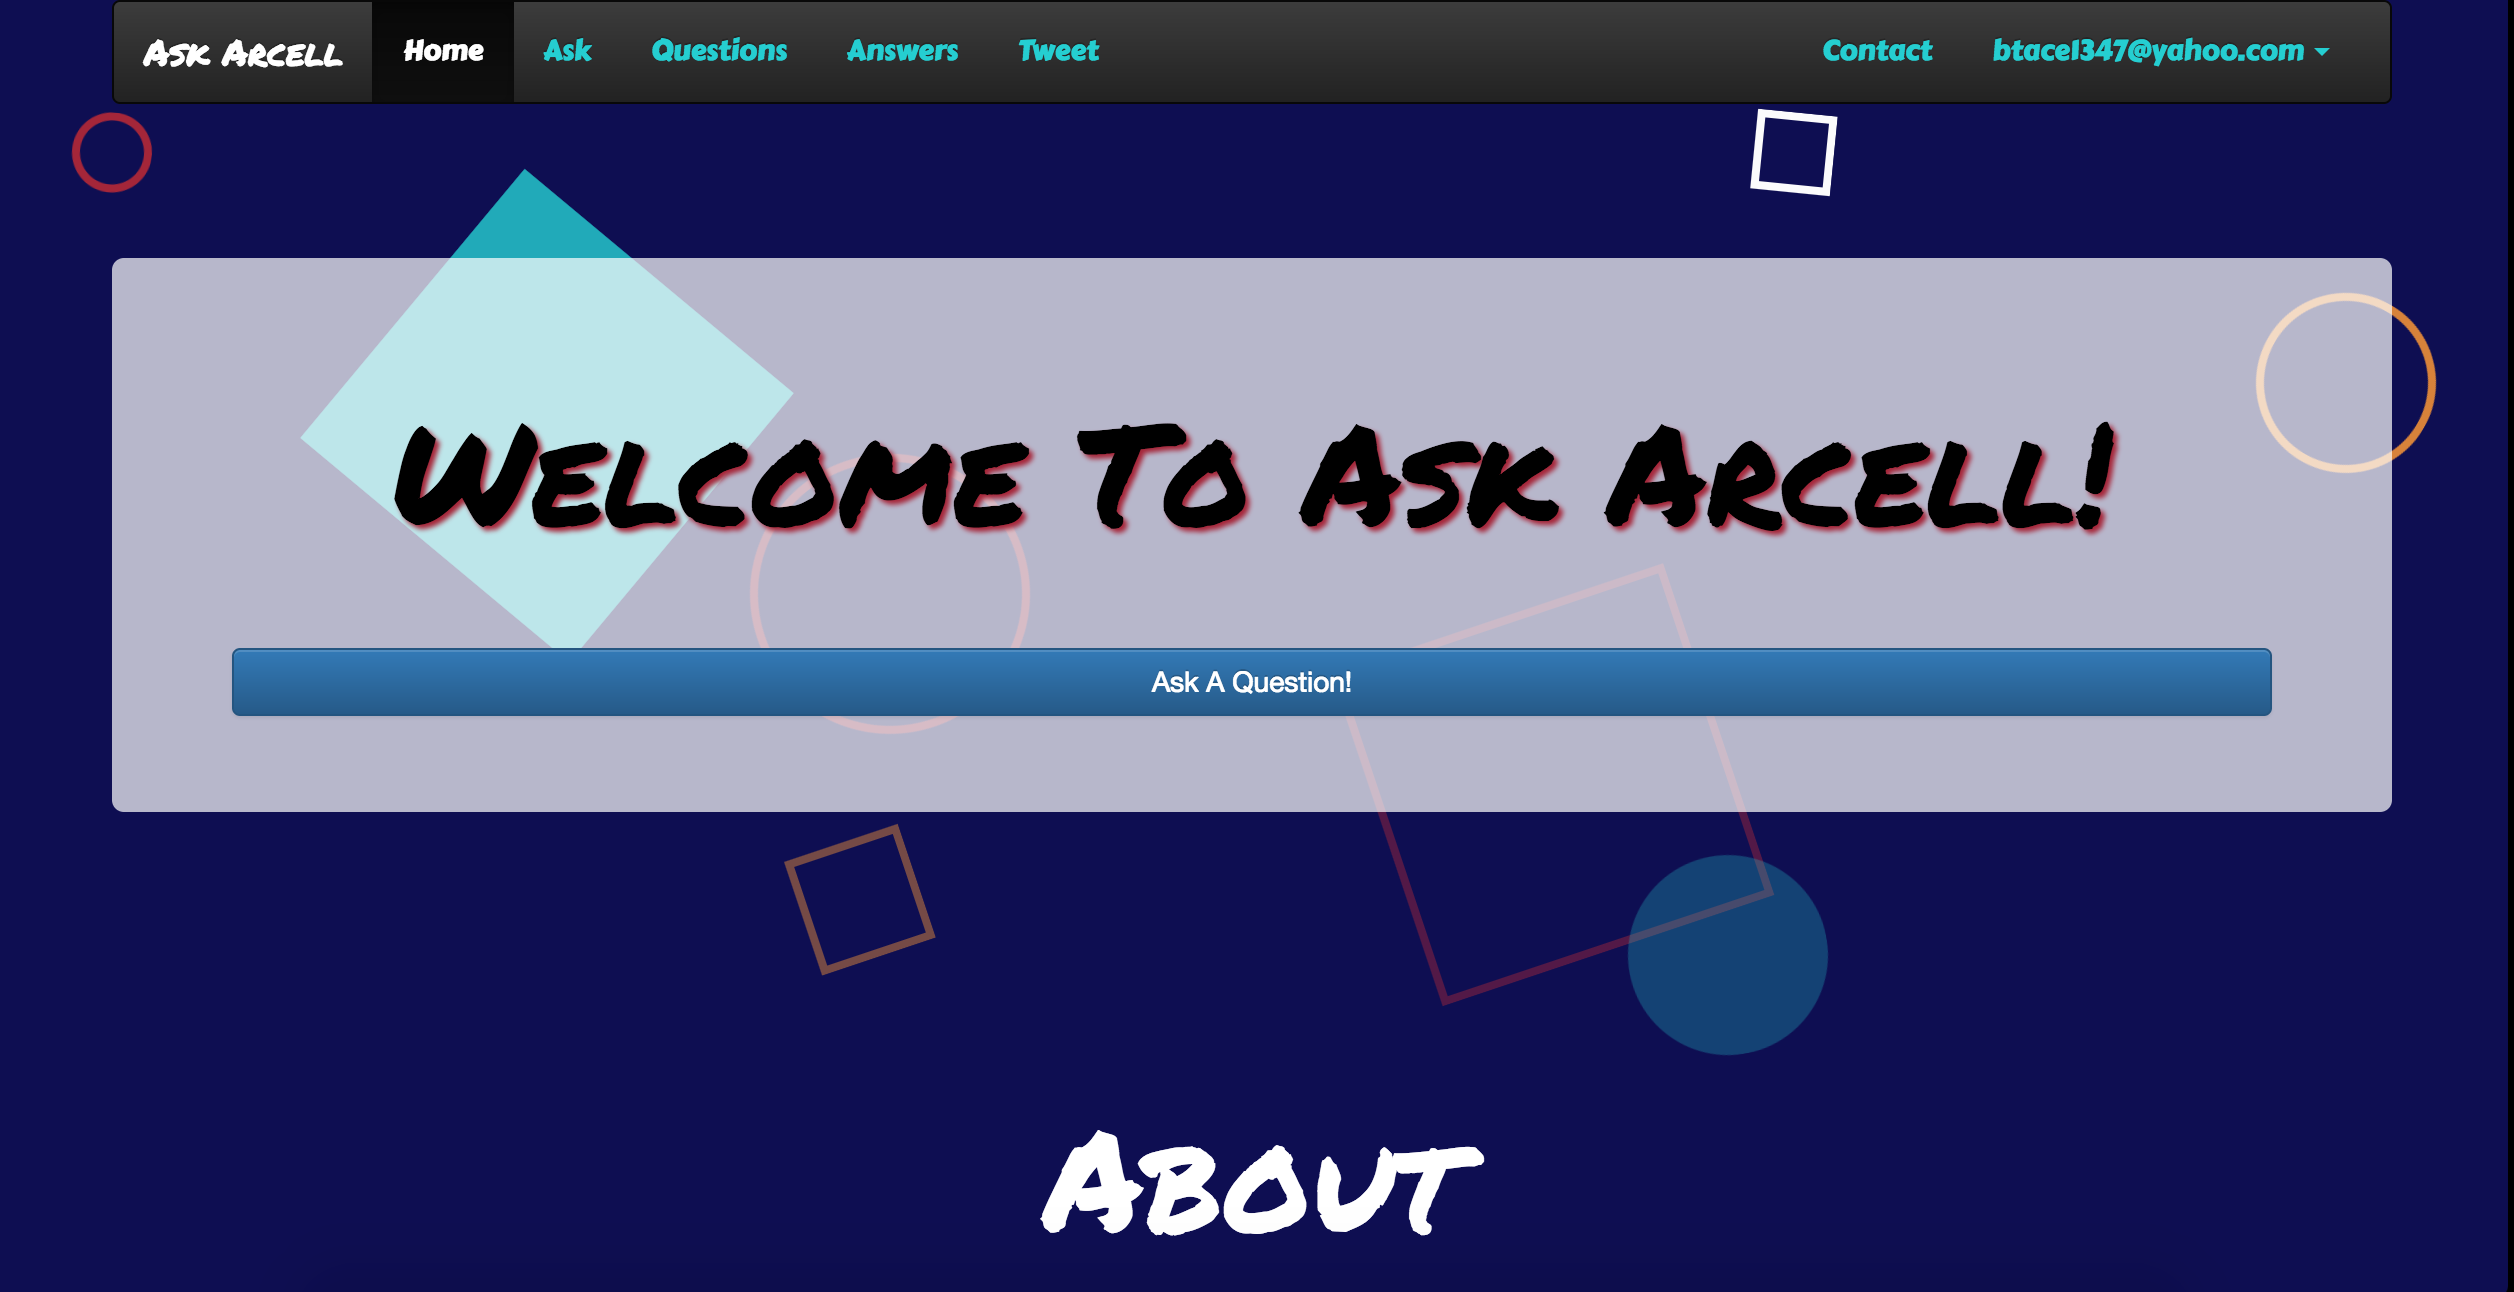 Ask Arcell Home Ask Questions Answers Tweet Contact btacel347@yahoo.com
Welcome To Ask Arcell!
Ask A Question!
About